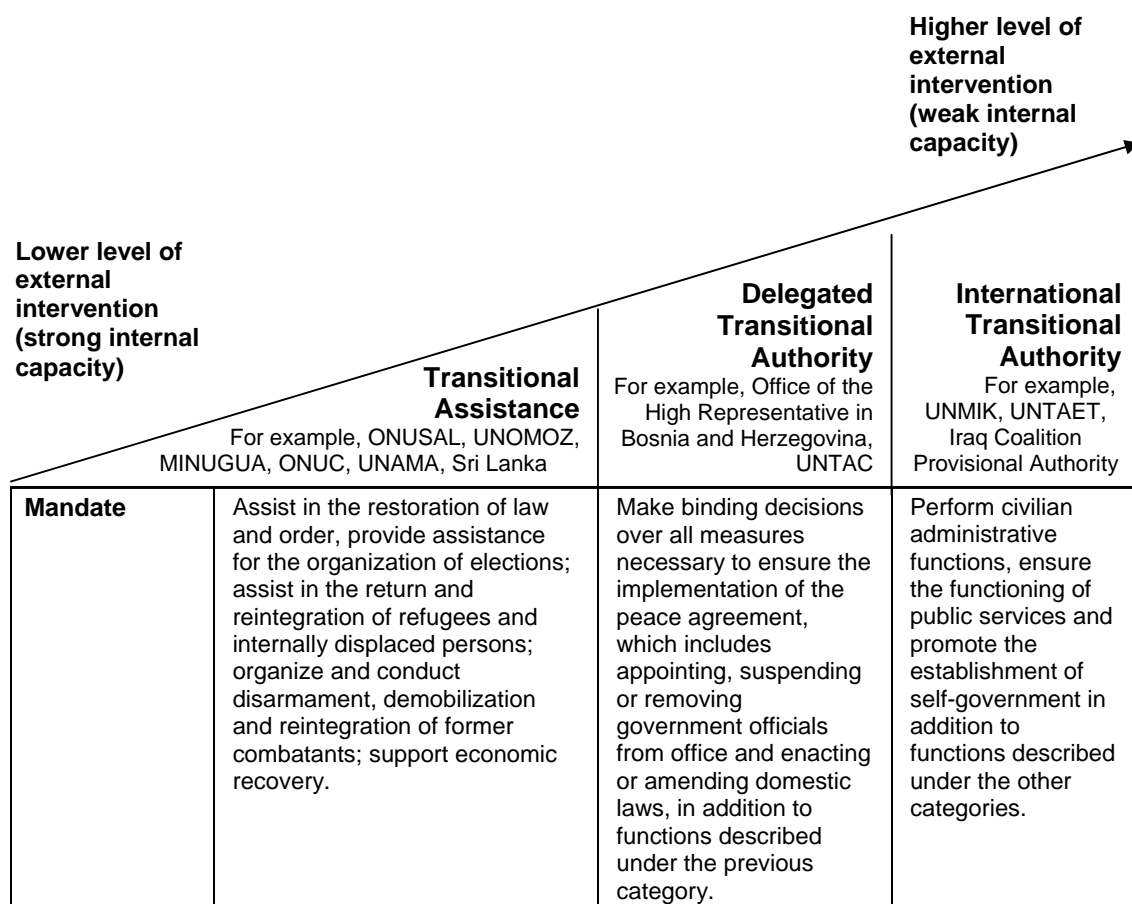 Higher level of
external
intervention
(weak internal
capacity)
Lower level of
external
intervention
(strong internal
capacity)
Transitional
Assistance
For example, ONUSAL, UNOMOZ,
MINUGUA, ONUC, UNAMA, Sri Lanka
Delegated
Transitional
Authority
For example, Office of the
High Representative in
Bosnia and Herzegovina,
UNTAC
International
Transitional
Authority
For example,
UNMIK, UNTAET,
Iraq Coalition
Provisional Authority
Mandate
Assist in the restoration of law
and order, provide assistance
for the organization of elections;
assist in the return and
reintegration of refugees and
internally displaced persons;
organize and conduct
disarmament, demobilization
and reintegration of former
combatants; support economic
recovery.
Make binding decisions
over all measures
necessary to ensure the
implementation of the
peace agreement,
which includes
appointing, suspending
or removing
government officials
from office and enacting
or amending domestic
laws, in addition to
functions described
under the previous
category.
Perform civilian
administrative
functions, ensure
the functioning of
public services and
promote the
establishment of
self-government in
addition to
functions described
under the other
categories.